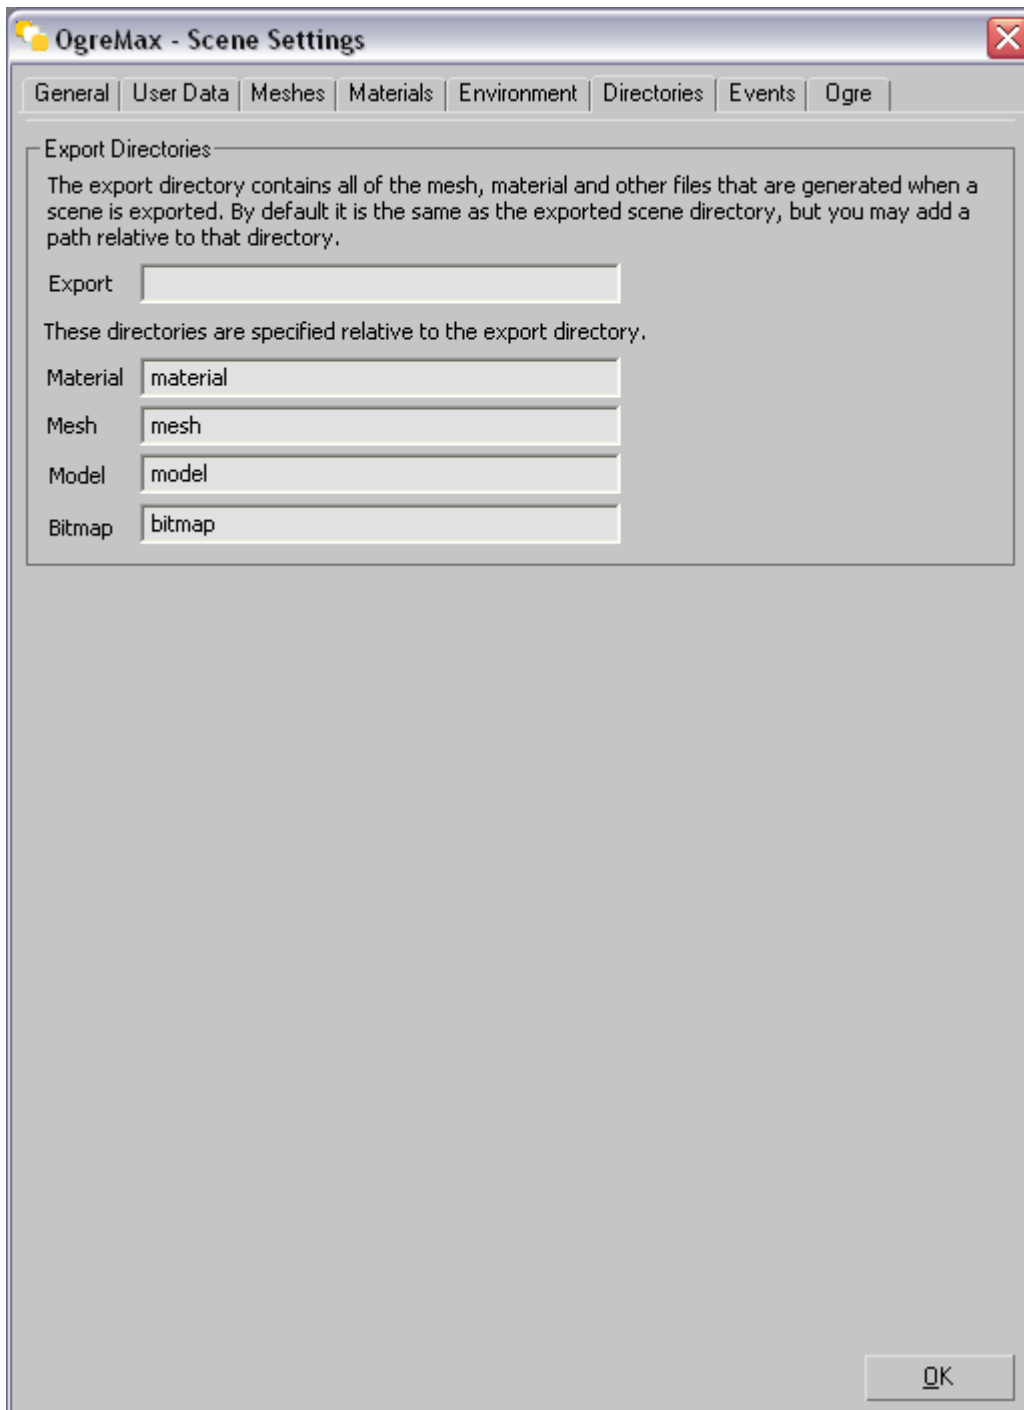 OgreMax - Scene Settings
General User Data Meshes Materials Environment Directories Events Ogre
Export Directories
The export directory contains all of the mesh, material and other files that are generated when a
scene is exported. By default it is the same as the exported scene directory, but you may add a
path relative to that directory.
Export
These directories are specified relative to the export directory.
Material material
Mesh mesh
Model model
Bitmap bitmap
OK